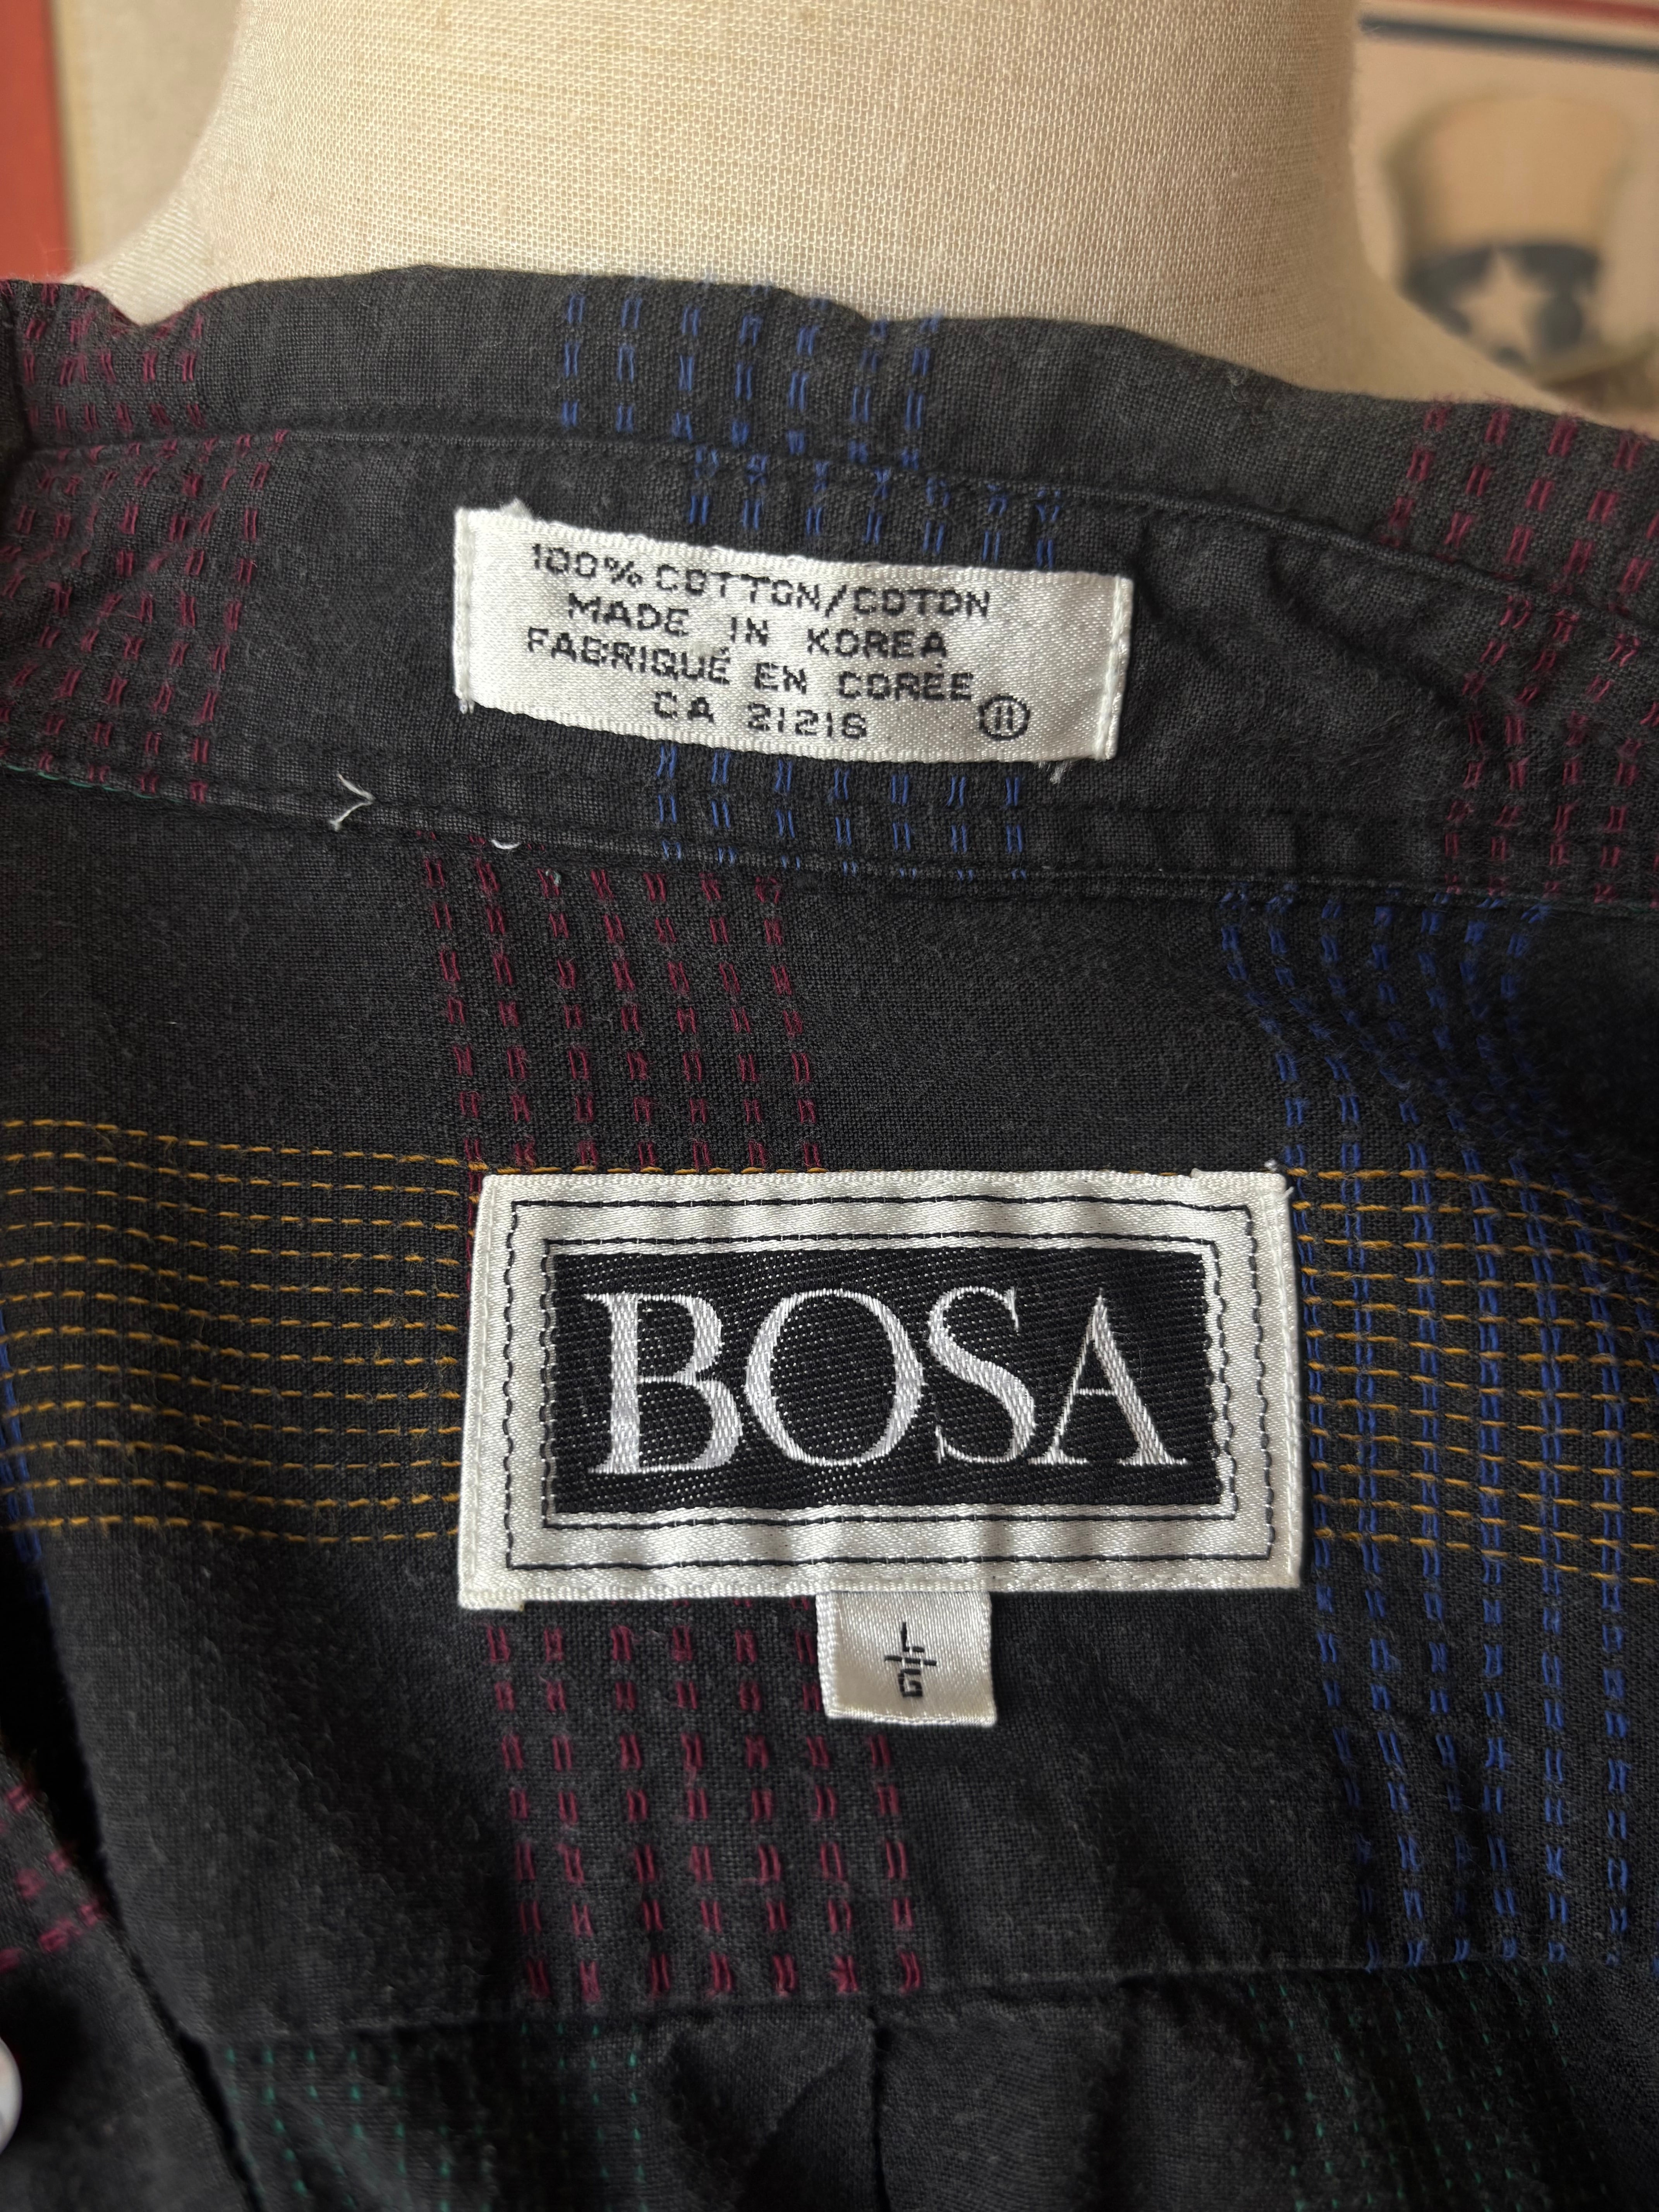 100% COTTON/COTON
MADE IN KOREA
FABRIQUÉ EN CORÉE
CA 21216
BOSA
L
G